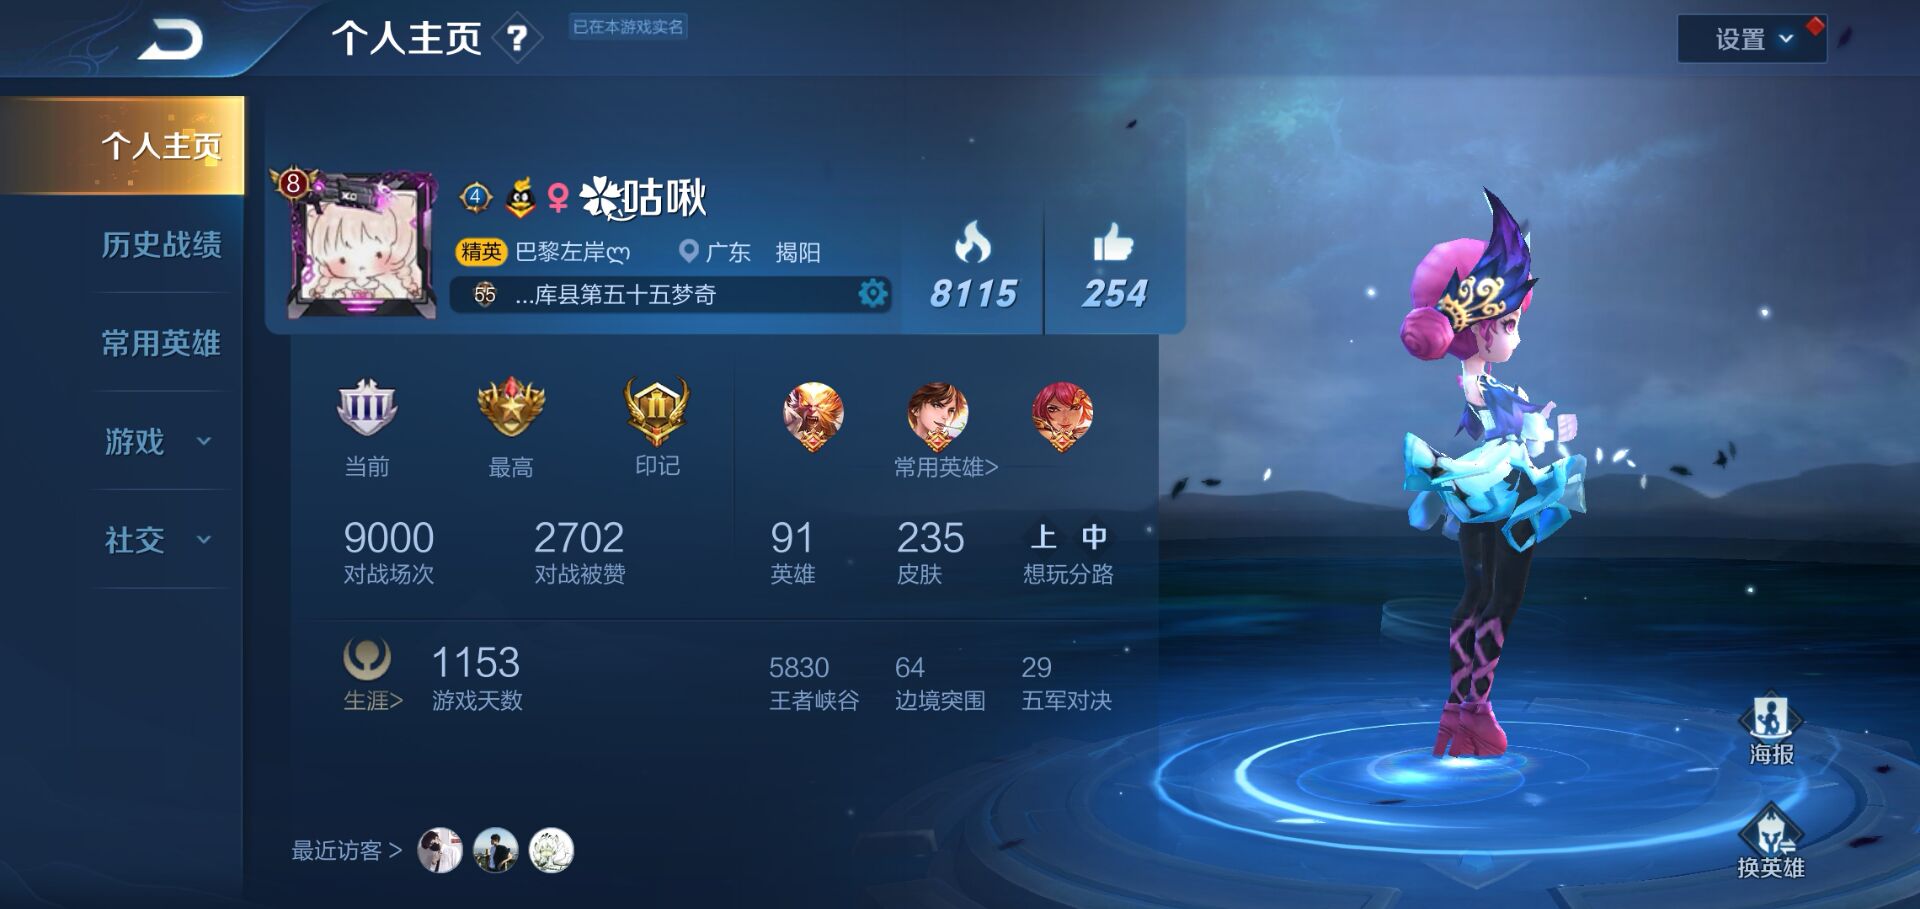 个人主页 ?
已在本游戏实名
设置
个人主页
历史战绩
常用英雄
游戏
社交
8
4 咕啾
精英 巴黎左岸ღ 广东 揭阳
55 ...库县第五十五梦奇
8115
254
当前 最高 印记
常用英雄>
9000 2702 91 235 上 中
对战场次 对战被赞 英雄 皮肤 想玩分路
1153 5830 64 29
生涯> 游戏天数 王者峡谷 边境突围 五军对决
最近访客 >
海报
换英雄